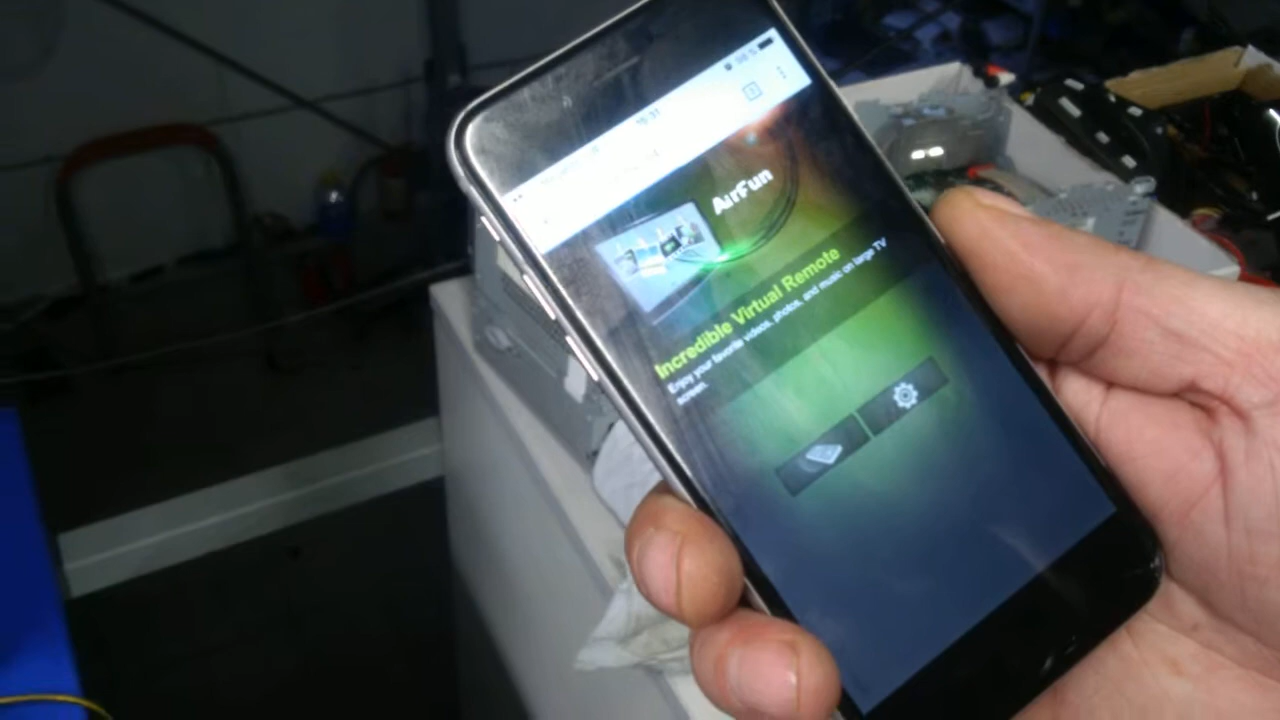 AirFun
Incredible Virtual Remote
Enjoy your favorite videos, photos, and music on large TV
screen.